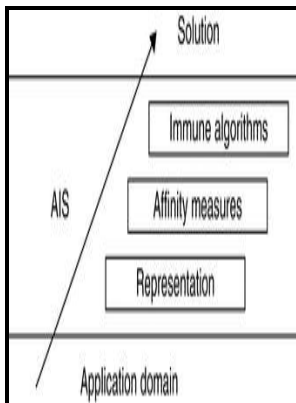 Solution
Immune algorithms
AIS
Affinity measures
Representation
Application domain